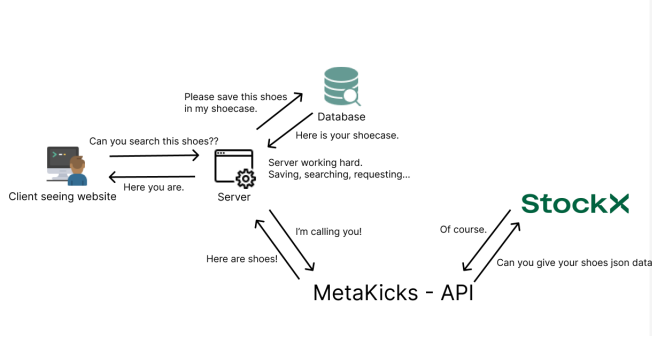 Please save this shoes
in my shoecase.
Database
Can you search this shoes??
Here is your shoecase.
Server working hard.
Saving, searching, requesting...
Here you are.
Client seeing website
Server
StockX
I'm calling you!
Of course.
Here are shoes!
Can you give your shoes json data
MetaKicks - API